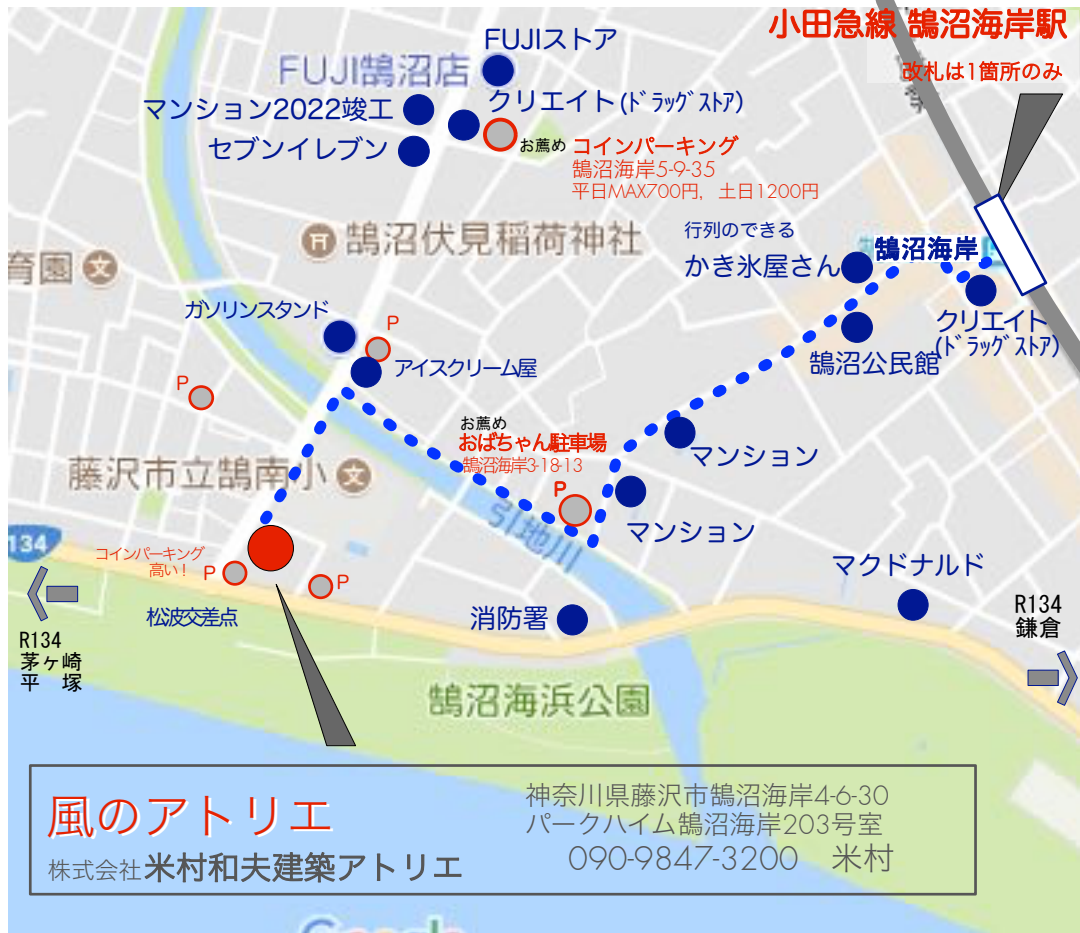 小田急線 鵠沼海岸駅
改札は1箇所のみ
FUJIストア
FUJI鵠沼店
クリエイト(ドラッグストア)
マンション2022竣工
セブンイレブン
お薦め コインパーキング
鵠沼海岸5-9-35
平日MAX700円, 土日1200円
鵠沼伏見稲荷神社
行列のできる
かき氷屋さん
鵠沼海岸
育園
文
ガソリンスタンド
P
クリエイト
(ドラッグストア)
鵠沼公民館
アイスクリーム屋
P
お薦め
おばちゃん駐車場
鵠沼海岸3-18-13
P
マンション
藤沢市立鵠南小
文
マンション
引地川
134
コインパーキング
高い!
P
P
マクドナルド
松波交差点
消防署
R134
鎌倉
R134
茅ヶ崎
平 塚
鵠沼海浜公園
風のアトリエ
株式会社 米村和夫建築アトリエ
神奈川県藤沢市鵠沼海岸4-6-30
パークハイム鵠沼海岸203号室
090-9847-3200 米村